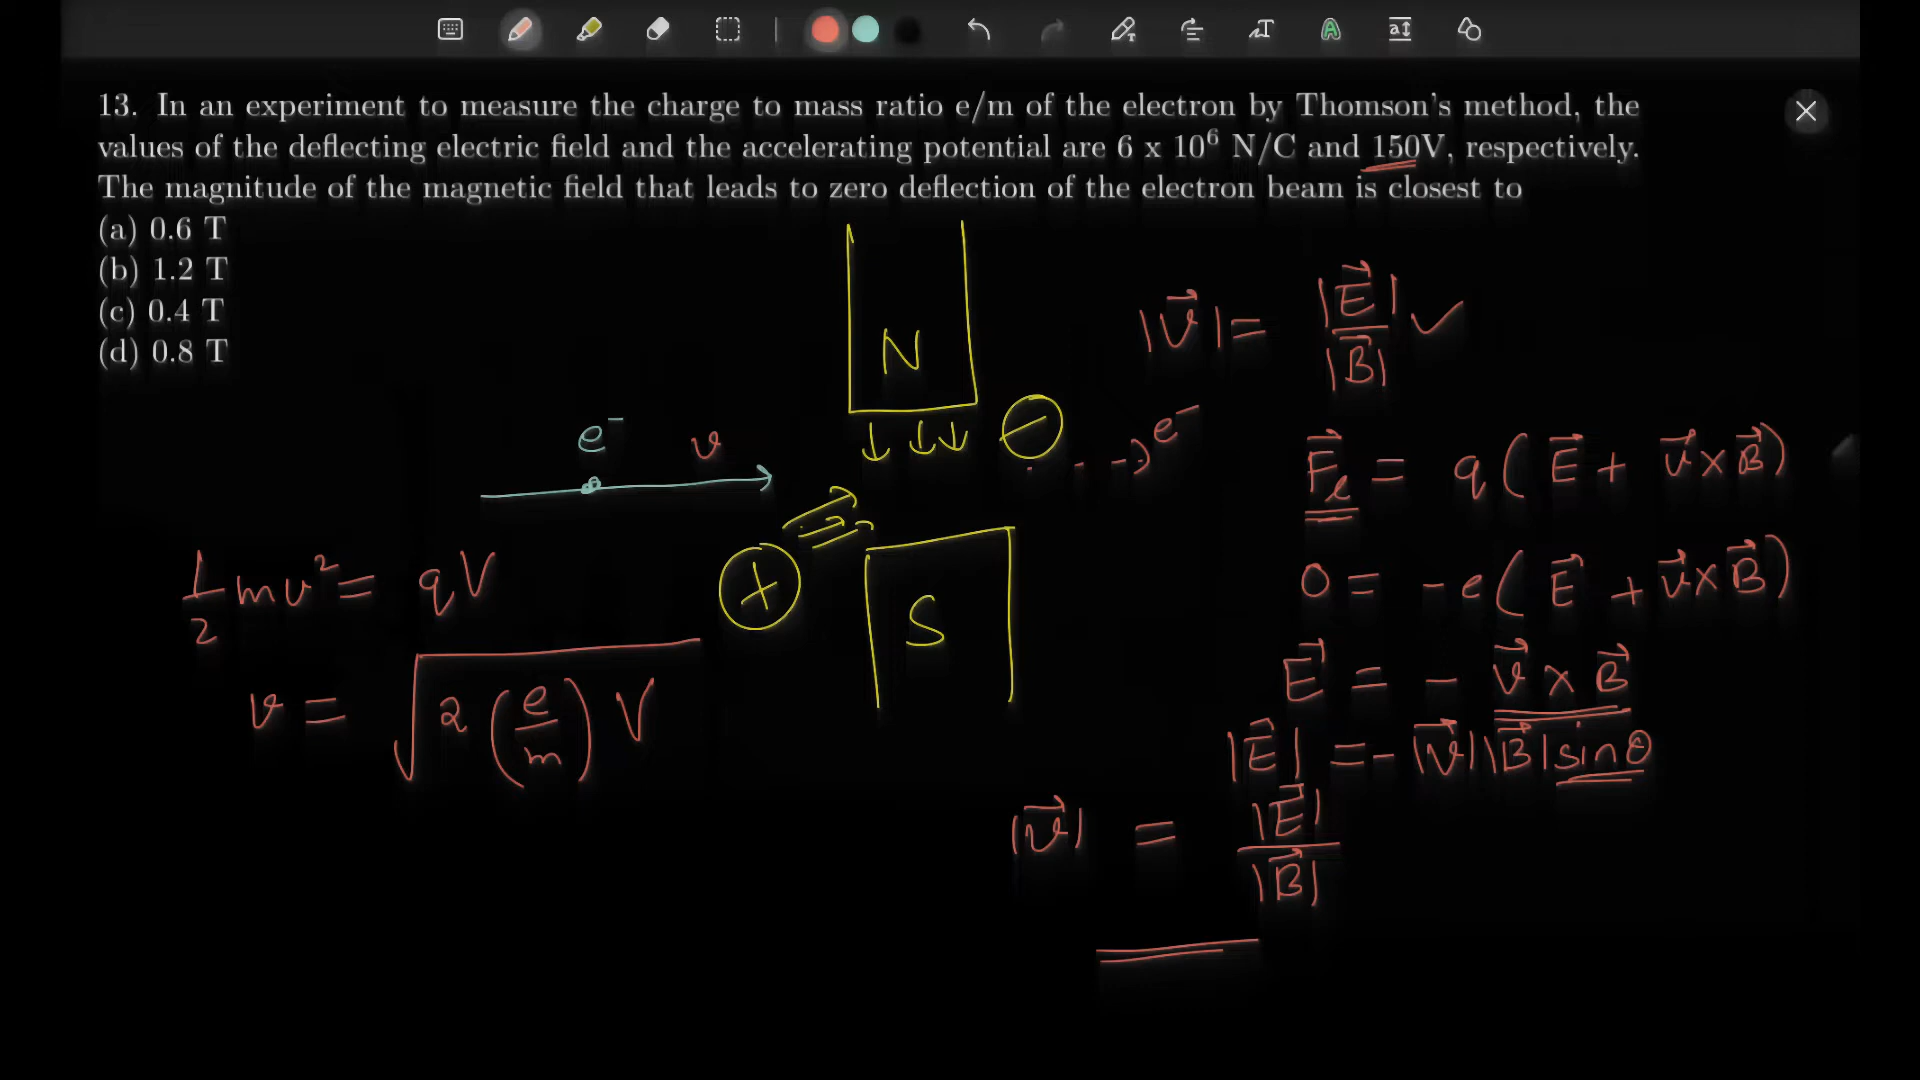 13. In an experiment to measure the charge to mass ratio e/m of the electron by Thomson's method, the
values of the deflecting electric field and the accelerating potential are 6 x 10⁶ N/C and 150V, respectively.
The magnitude of the magnetic field that leads to zero deflection of the electron beam is closest to
(a) 0.6 T
(b) 1.2 T
(c) 0.4 T
(d) 0.8 T
N
|v⃗| = |E⃗| / |B⃗| ✓
e⁻ v
− e⁻
F⃗ₗ = q(E⃗ + v⃗ × B⃗)
+
S
1/2 mv² = qV
0 = -e(E⃗ + v⃗ × B⃗)
v = √(2 (e/m) V)
E⃗ = - v⃗ × B⃗
|E⃗| = - |v⃗| |B⃗| sinθ
|v⃗| = |E⃗| / |B⃗|